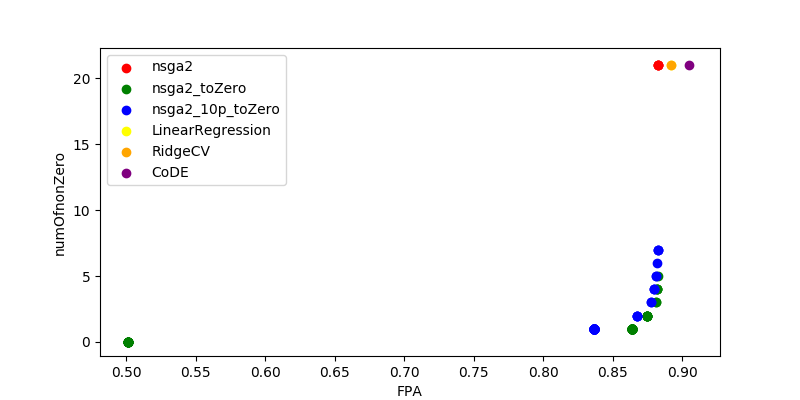 nsga2
nsga2_toZero
nsga2_10p_toZero
LinearRegression
RidgeCV
CoDE
numOfnonZero
20
15
10
5
0
0.50 0.55 0.60 0.65 0.70 0.75 0.80 0.85 0.90
FPA